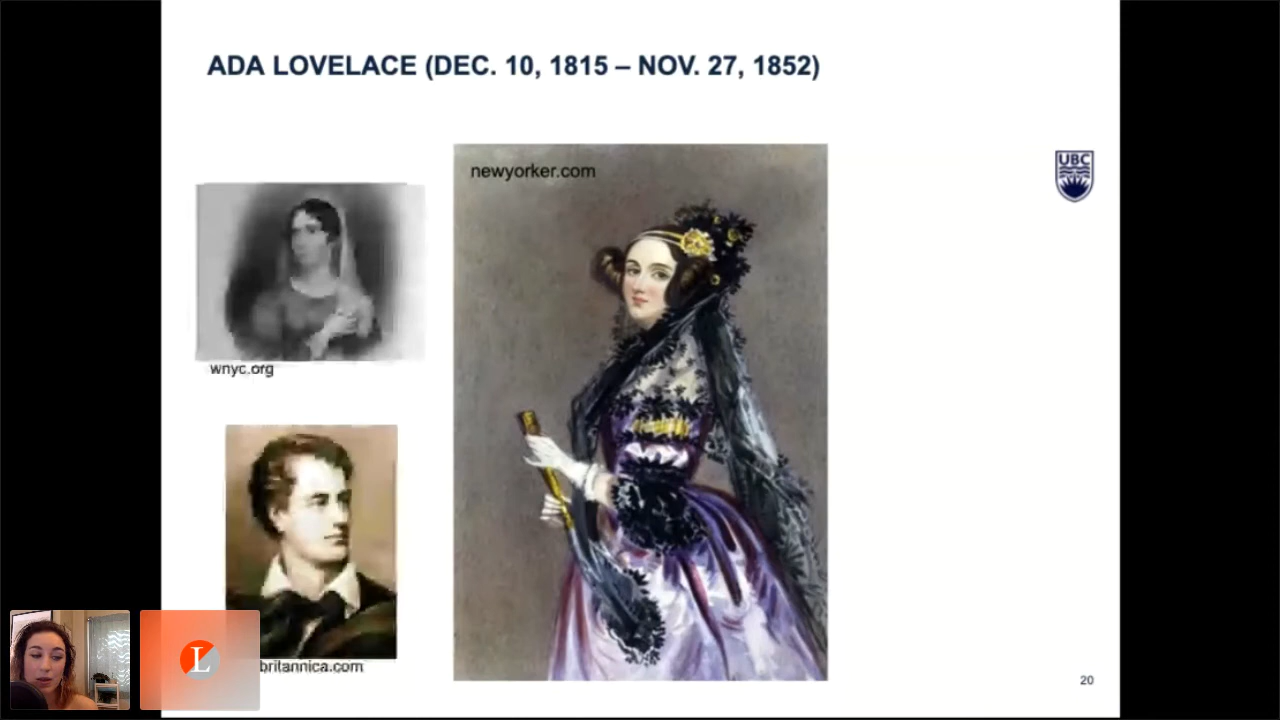 ADA LOVELACE (DEC. 10, 1815 – NOV. 27, 1852)
newyorker.com
UBC
wnyc.org
britannica.com
L
20